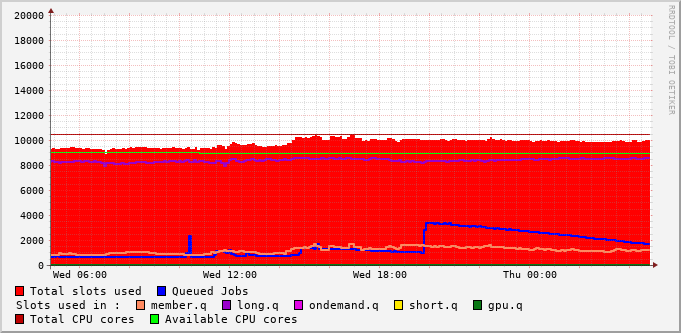 20000
18000
16000
14000
12000
10000
8000
6000
4000
2000
0
Wed 06:00 Wed 12:00 Wed 18:00 Thu 00:00
Total slots used Queued Jobs
Slots used in : member.q long.q ondemand.q short.q gpu.q
Total CPU cores Available CPU cores
RRDTOOL / TOBI OETIKER